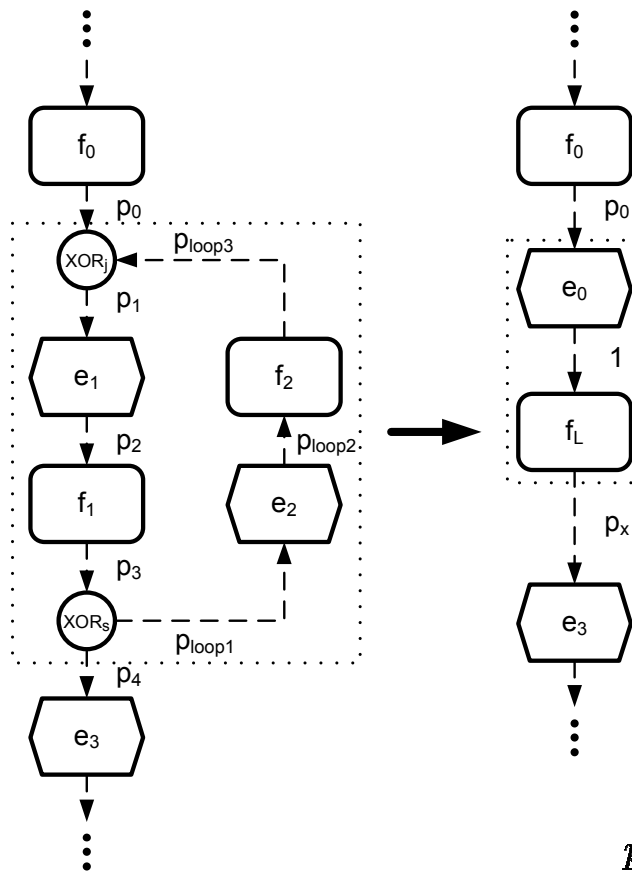 f₀
p₀
XORⱼ
pₗₒₒₚ₃
p₁
e₁
f₂
p₂
pₗₒₒₚ₂
f₁
e₂
p₃
XORₛ
pₗₒₒₚ₁
p₄
e₃
f₀
p₀
e₀
1
f_L
pₓ
e₃